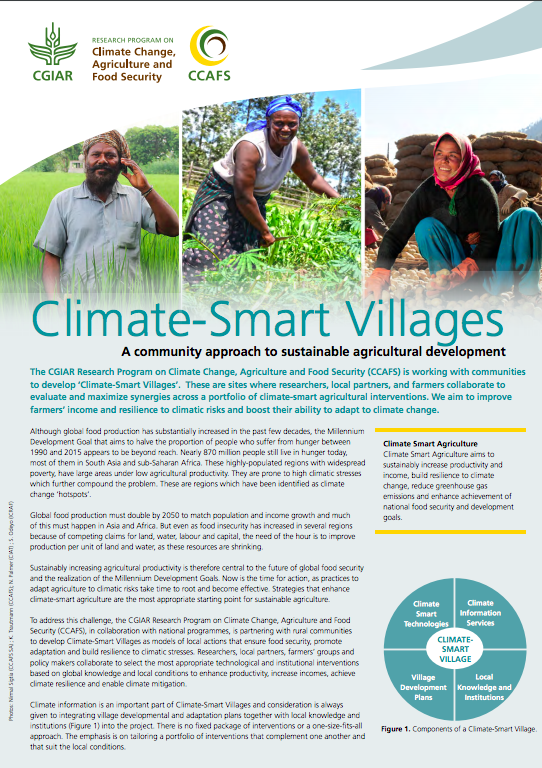 RESEARCH PROGRAM ON
Climate Change,
Agriculture and
Food Security
CGIAR
CCAFS
Climate-Smart Villages
A community approach to sustainable agricultural development
The CGIAR Research Program on Climate Change, Agriculture and Food Security (CCAFS) is working with communities
to develop ‘Climate-Smart Villages’. These are sites where researchers, local partners, and farmers collaborate to
evaluate and maximize synergies across a portfolio of climate-smart agricultural interventions. We aim to improve
farmers’ income and resilience to climatic risks and boost their ability to adapt to climate change.
Although global food production has substantially increased in the past few decades, the Millennium
Development Goal that aims to halve the proportion of people who suffer from hunger between
1990 and 2015 appears to be beyond reach. Nearly 870 million people still live in hunger today,
most of them in South Asia and sub-Saharan Africa. These highly-populated regions with widespread
poverty, have large areas under low agricultural productivity. They are prone to high climatic stresses
which further compound the problem. These are regions which have been identified as climate
change ‘hotspots’.
Global food production must double by 2050 to match population and income growth and much
of this must happen in Asia and Africa. But even as food insecurity has increased in several regions
because of competing claims for land, water, labour and capital, the need of the hour is to improve
production per unit of land and water, as these resources are shrinking.
Sustainably increasing agricultural productivity is therefore central to the future of global food security
and the realization of the Millennium Development Goals. Now is the time for action, as practices to
adapt agriculture to climatic risks take time to root and become effective. Strategies that enhance
climate-smart agriculture are the most appropriate starting point for sustainable agriculture.
To address this challenge, the CGIAR Research Program on Climate Change, Agriculture and Food
Security (CCAFS), in collaboration with national programmes, is partnering with rural communities
to develop Climate-Smart Villages as models of local actions that ensure food security, promote
adaptation and build resilience to climatic stresses. Researchers, local partners, farmers’ groups and
policy makers collaborate to select the most appropriate technological and institutional interventions
based on global knowledge and local conditions to enhance productivity, increase incomes, achieve
climate resilience and enable climate mitigation.
Climate information is an important part of Climate-Smart Villages and consideration is always
given to integrating village developmental and adaptation plans together with local knowledge and
institutions (Figure 1) into the project. There is no fixed package of interventions or a one-size-fits-all
approach. The emphasis is on tailoring a portfolio of interventions that complement one another and
that suit the local conditions.
Climate Smart Agriculture
Climate Smart Agriculture aims to
sustainably increase productivity and
income, build resilience to climate
change, reduce greenhouse gas
emissions and enhance achievement of
national food security and development
goals.
Climate
Smart
Technologies
Climate
Information
Services
CLIMATE-
SMART
VILLAGE
Village
Development
Plans
Local
Knowledge and
Institutions
Figure 1. Components of a Climate-Smart Village.